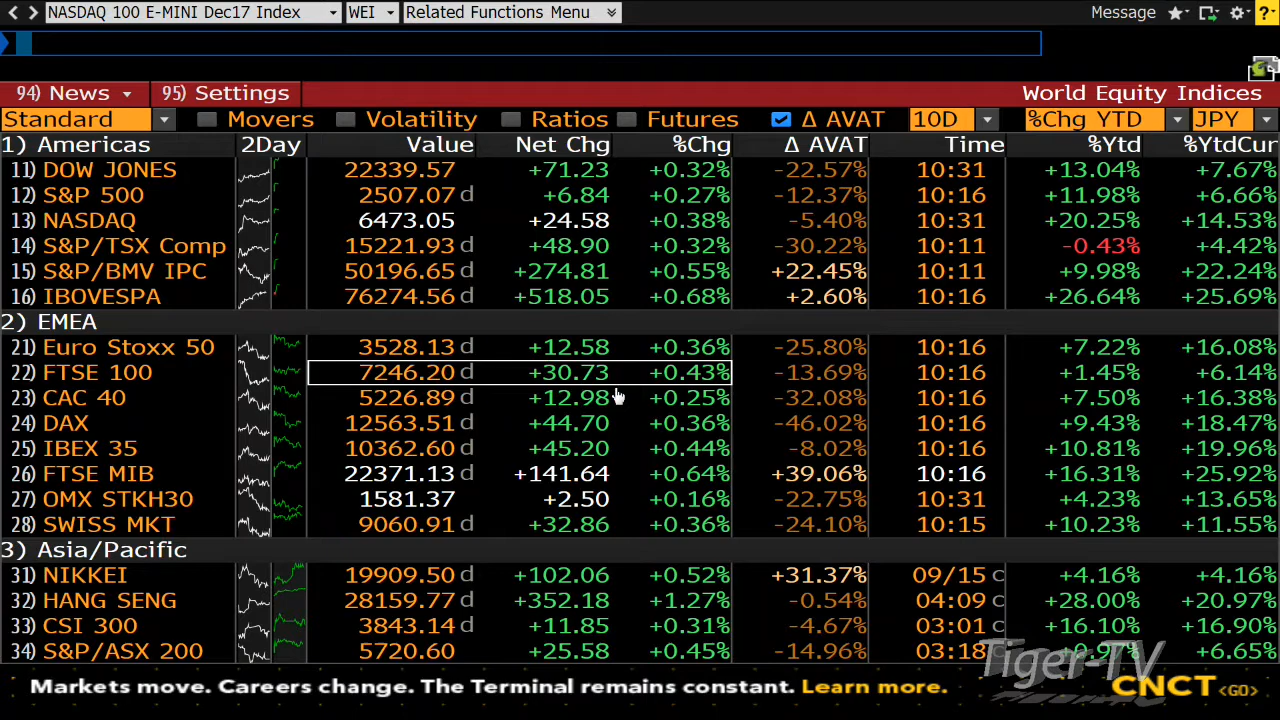 NASDAQ 100 E-MINI Dec17 Index WEI Related Functions Menu Message ?
94) News 95) Settings World Equity Indices
Standard Movers Volatility Ratios Futures Δ AVAT 10D %Chg YTD JPY
1) Americas 2Day Value Net Chg %Chg Δ AVAT Time %Ytd %YtdCur
11) DOW JONES 22339.57 +71.23 +0.32% -22.57% 10:31 +13.04% +7.67%
12) S&P 500 2507.07 d +6.84 +0.27% -12.37% 10:16 +11.98% +6.66%
13) NASDAQ 6473.05 +24.58 +0.38% -5.40% 10:31 +20.25% +14.53%
14) S&P/TSX Comp 15221.93 d +48.90 +0.32% -30.22% 10:11 -0.43% +4.42%
15) S&P/BMV IPC 50196.65 d +274.81 +0.55% +22.45% 10:11 +9.98% +22.24%
16) IBOVESPA 76274.56 d +518.05 +0.68% +2.60% 10:16 +26.64% +25.69%
2) EMEA
21) Euro Stoxx 50 3528.13 d +12.58 +0.36% -25.80% 10:16 +7.22% +16.08%
22) FTSE 100 7246.20 d +30.73 +0.43% -13.69% 10:16 +1.45% +6.14%
23) CAC 40 5226.89 d +12.98 +0.25% -32.08% 10:16 +7.50% +16.38%
24) DAX 12563.51 d +44.70 +0.36% -46.02% 10:16 +9.43% +18.47%
25) IBEX 35 10362.60 d +45.20 +0.44% -8.02% 10:16 +10.81% +19.96%
26) FTSE MIB 22371.13 d +141.64 +0.64% +39.06% 10:16 +16.31% +25.92%
27) OMX STKH30 1581.37 +2.50 +0.16% -22.75% 10:31 +4.23% +13.65%
28) SWISS MKT 9060.91 d +32.86 +0.36% -24.10% 10:15 +10.23% +11.55%
3) Asia/Pacific
31) NIKKEI 19909.50 d +102.06 +0.52% +31.37% 09/15 c +4.16% +4.16%
32) HANG SENG 28159.77 d +352.18 +1.27% -0.54% 04:09 c +28.00% +20.97%
33) CSI 300 3843.14 d +11.85 +0.31% -4.67% 03:01 c +16.10% +16.90%
34) S&P/ASX 200 5720.60 d +25.58 +0.45% -14.96% 03:18 c +0.97% +6.65%
Tiger-TV
Markets move. Careers change. The Terminal remains constant. Learn more. CNCT <GO>